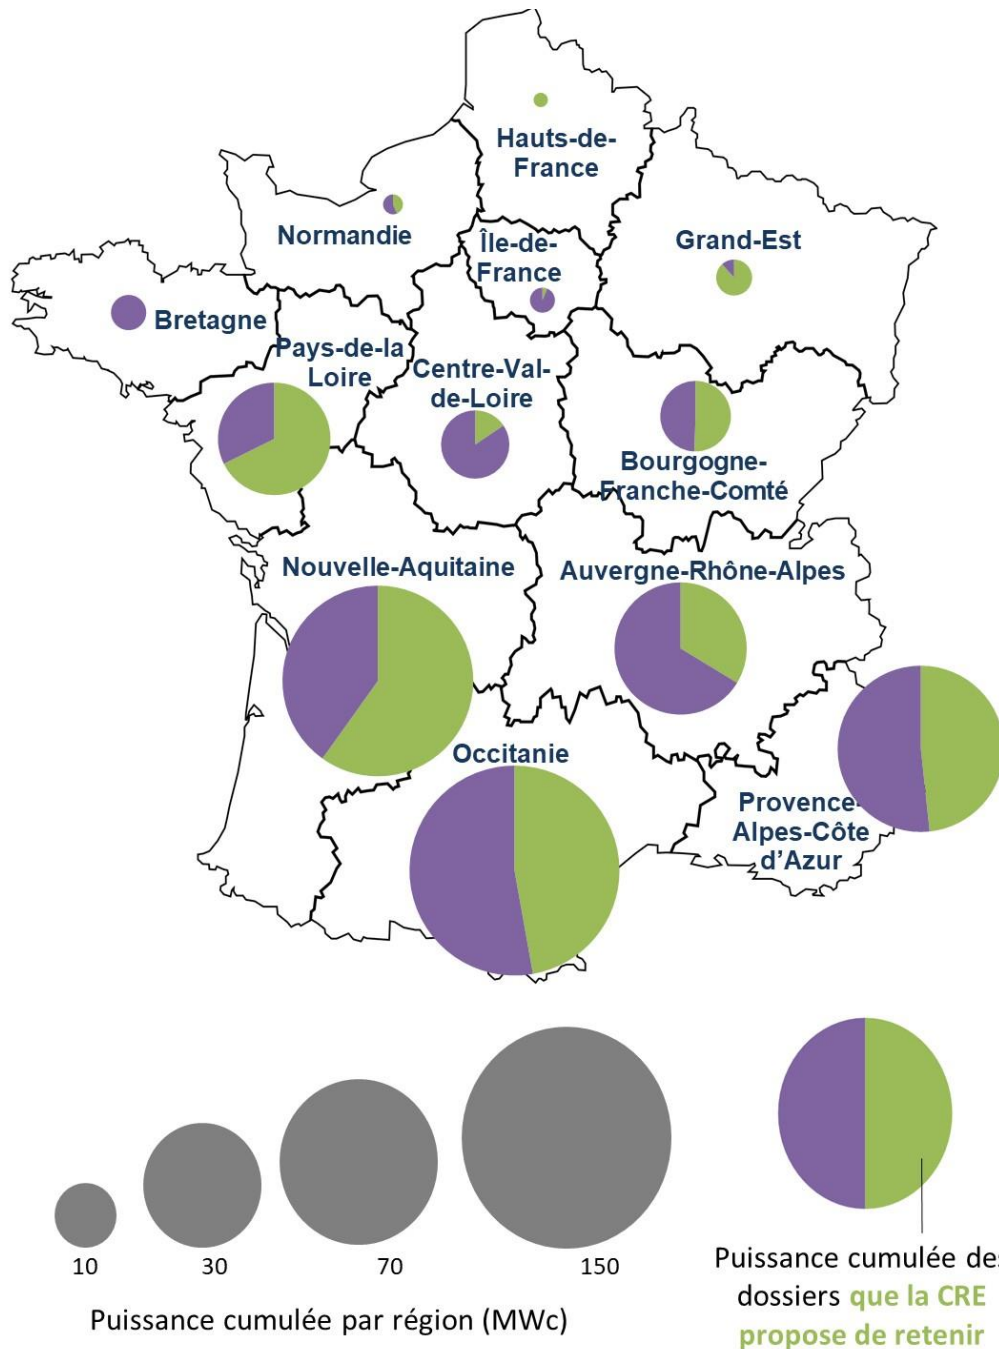 Hauts-de-
France
Normandie
Île-de-
France
Grand-Est
Bretagne
Pays-de-la
Loire
Centre-Val-
de-Loire
Bourgogne-
Franche-Comté
Nouvelle-Aquitaine
Auvergne-Rhône-Alpes
Occitanie
Provence-
Alpes-Côte
d’Azur
10 30 70 150
Puissance cumulée par région (MWc)
Puissance cumulée des
dossiers que la CRE
propose de retenir